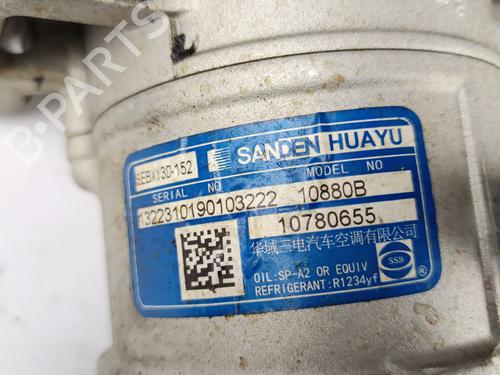 B-PARTS
SEBX13D-152
SANDEN HUAYU
SERIAL NO
MODEL NO
1322310190103222
10880B
10780655
华域三电汽车空调有限公司
OIL:SP-A2 OR EQUIV
REFRIGERANT:R1234yf
SSB
®